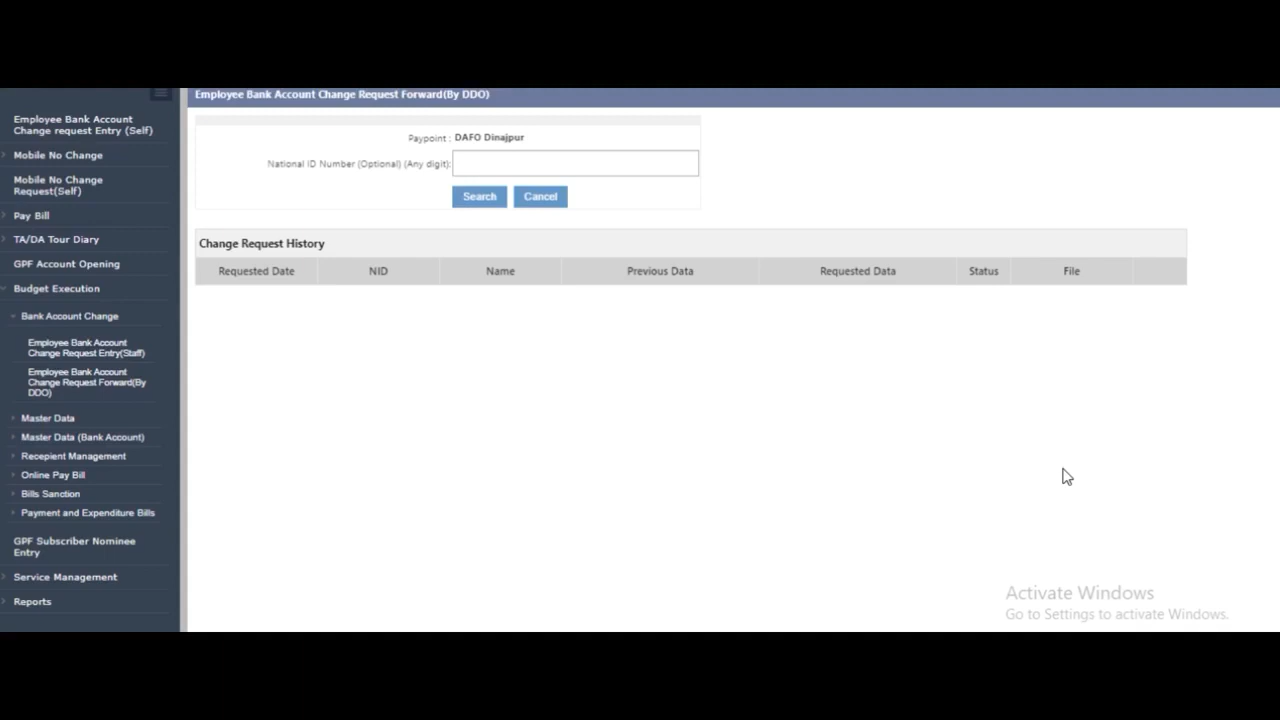 Employee Bank Account Change Request Forward(By DDO)
Employee Bank Account
Change request Entry (Self)
Mobile No Change
Mobile No Change
Request(Self)
Pay Bill
TA/DA Tour Diary
GPF Account Opening
Budget Execution
Bank Account Change
Employee Bank Account
Change Request Entry(Staff)
Employee Bank Account
Change Request Forward(By
DDO)
Master Data
Master Data (Bank Account)
Recepient Management
Online Pay Bill
Bills Sanction
Payment and Expenditure Bills
GPF Subscriber Nominee
Entry
Service Management
Reports
Paypoint : DAFO Dinajpur
National ID Number (Optional) (Any digit):
Search Cancel
Change Request History
Requested Date NID Name Previous Data Requested Data Status File
Activate Windows
Go to Settings to activate Windows.